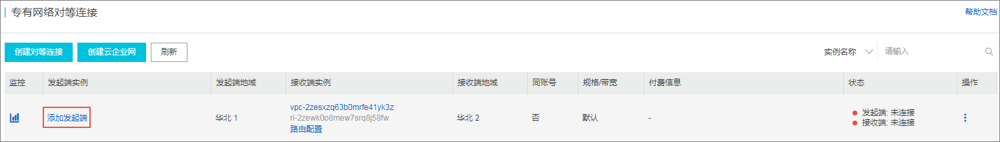 专有网络对等连接
帮助文档
创建对等连接 创建云企业网 刷新 实例名称 请输入
监控 发起端实例 发起端地域 接收端实例 接收端地域 同账号 规格/带宽 付费信息 状态 操作
vpc-2zesxzq63b0mrfe41yk3z
添加发起端 华北 1 ri-2zewk0o8mew7srq8j58fw 华北 2 否 默认 - 发起端: 未连接
路由配置 接收端: 未连接